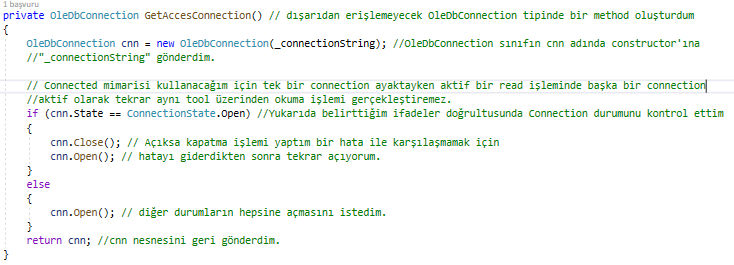 1 başvuru
private OleDbConnection GetAccesConnection() // dışarıdan erişlemeyecek OleDbConnection tipinde bir method oluşturdum
{
OleDbConnection cnn = new OleDbConnection(_connectionString); //OleDbConnection sınıfın cnn adında constructor'ına
//"_connectionString" gönderdim.
// Connected mimarisi kullanacağım için tek bir connection ayaktayken aktif bir read işleminde başka bir connection
//aktif olarak tekrar aynı tool üzerinden okuma işlemi gerçekleştiremez.
if (cnn.State == ConnectionState.Open) //Yukarıda belirttiğim ifadeler doğrultusunda Connection durumunu kontrol ettim
{
cnn.Close(); // Açıksa kapatma işlemi yaptım bir hata ile karşılaşmamak için
cnn.Open(); // hatayı giderdikten sonra tekrar açıyorum.
}
else
{
cnn.Open(); // diğer durumların hepsine açmasını istedim.
}
return cnn; //cnn nesnesini geri gönderdim.
}